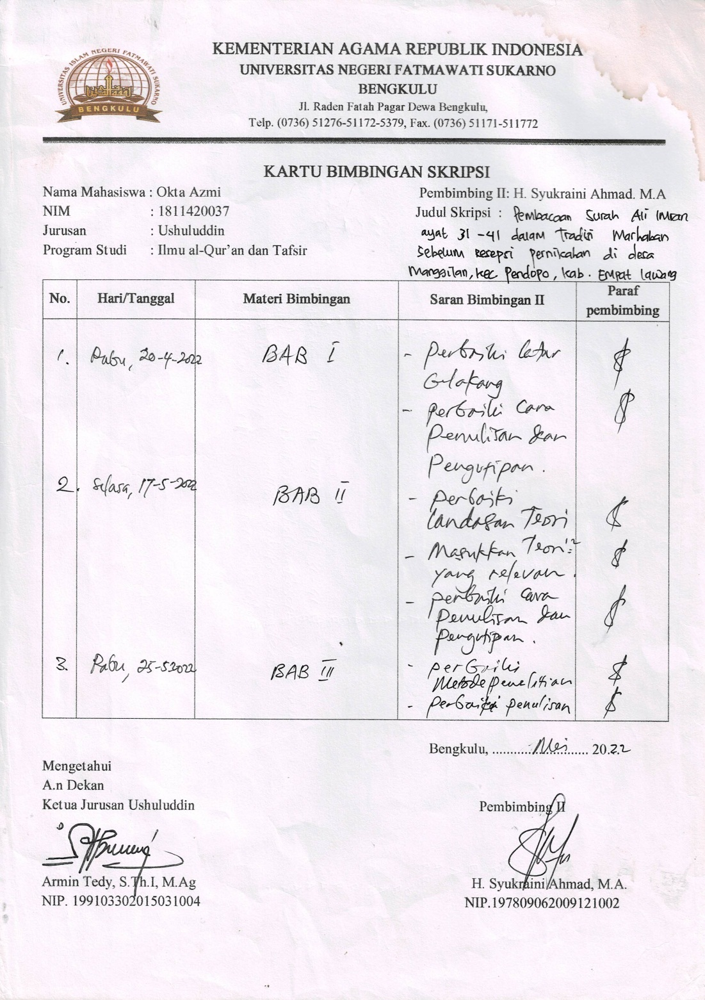 UNIVERSITAS ISLAM NEGERI FATMAWATI SUKARNO
BENGKULU
KEMENTERIAN AGAMA REPUBLIK INDONESIA
UNIVERSITAS NEGERI FATMAWATI SUKARNO
BENGKULU
Jl. Raden Fatah Pagar Dewa Bengkulu,
Telp. (0736) 51276-51172-5379, Fax. (0736) 51171-511772
KARTU BIMBINGAN SKRIPSI
Nama Mahasiswa : Okta Azmi
NIM : 1811420037
Jurusan : Ushuluddin
Program Studi : Ilmu al-Qur'an dan Tafsir
Pembimbing II: H. Syukraini Ahmad. M.A
Judul Skripsi : Pembacaan Surah Ali Imran
ayat 31-41 dalam Tradisi Marhaban
Sebelum Resepsi pernikahan di desa
Manggilan, Kec Pendopo, Kab. Empat lawang
No. Hari/Tanggal Materi Bimbingan Saran Bimbingan II Paraf
pembimbing
1. Rabu, 20-4-2022 BAB I - perbaiki latar
belakang
- perbaiki Cara
Penulisan dan
Pengutipan.
2. Selasa, 17-5-2022 BAB II - perbaiki
landasan Teori
- Masukkan Teori²
yang relevan.
- perbaiki cara
penulisan dan
pengutipan.
3. Rabu, 25-52022 BAB III - perbaiki
Metode penelitian
- perbaiki penulisan
Bengkulu, .......... Mei ....... 2022
Mengetahui
A.n Dekan
Ketua Jurusan Ushuluddin
Armin Tedy, S.Th.I, M.Ag
NIP. 199103302015031004
Pembimbing II
H. Syukraini Ahmad, M.A.
NIP.197809062009121002